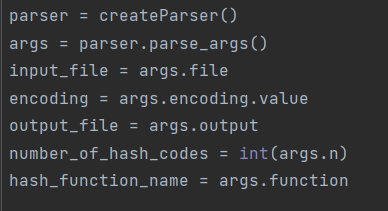 parser = createParser()
args = parser.parse_args()
input_file = args.file
encoding = args.encoding.value
output_file = args.output
number_of_hash_codes = int(args.n)
hash_function_name = args.function